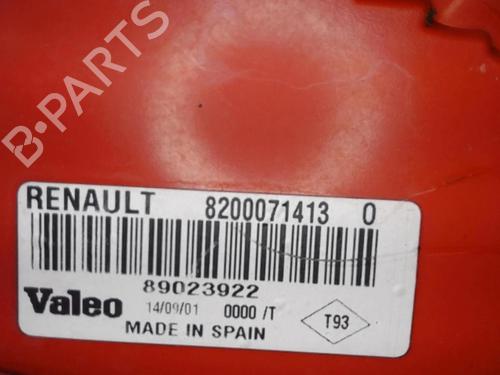 B-PARTS
RENAULT 8200071413 0
89023922
Valeo 14/09/01 0000 /T T93
MADE IN SPAIN